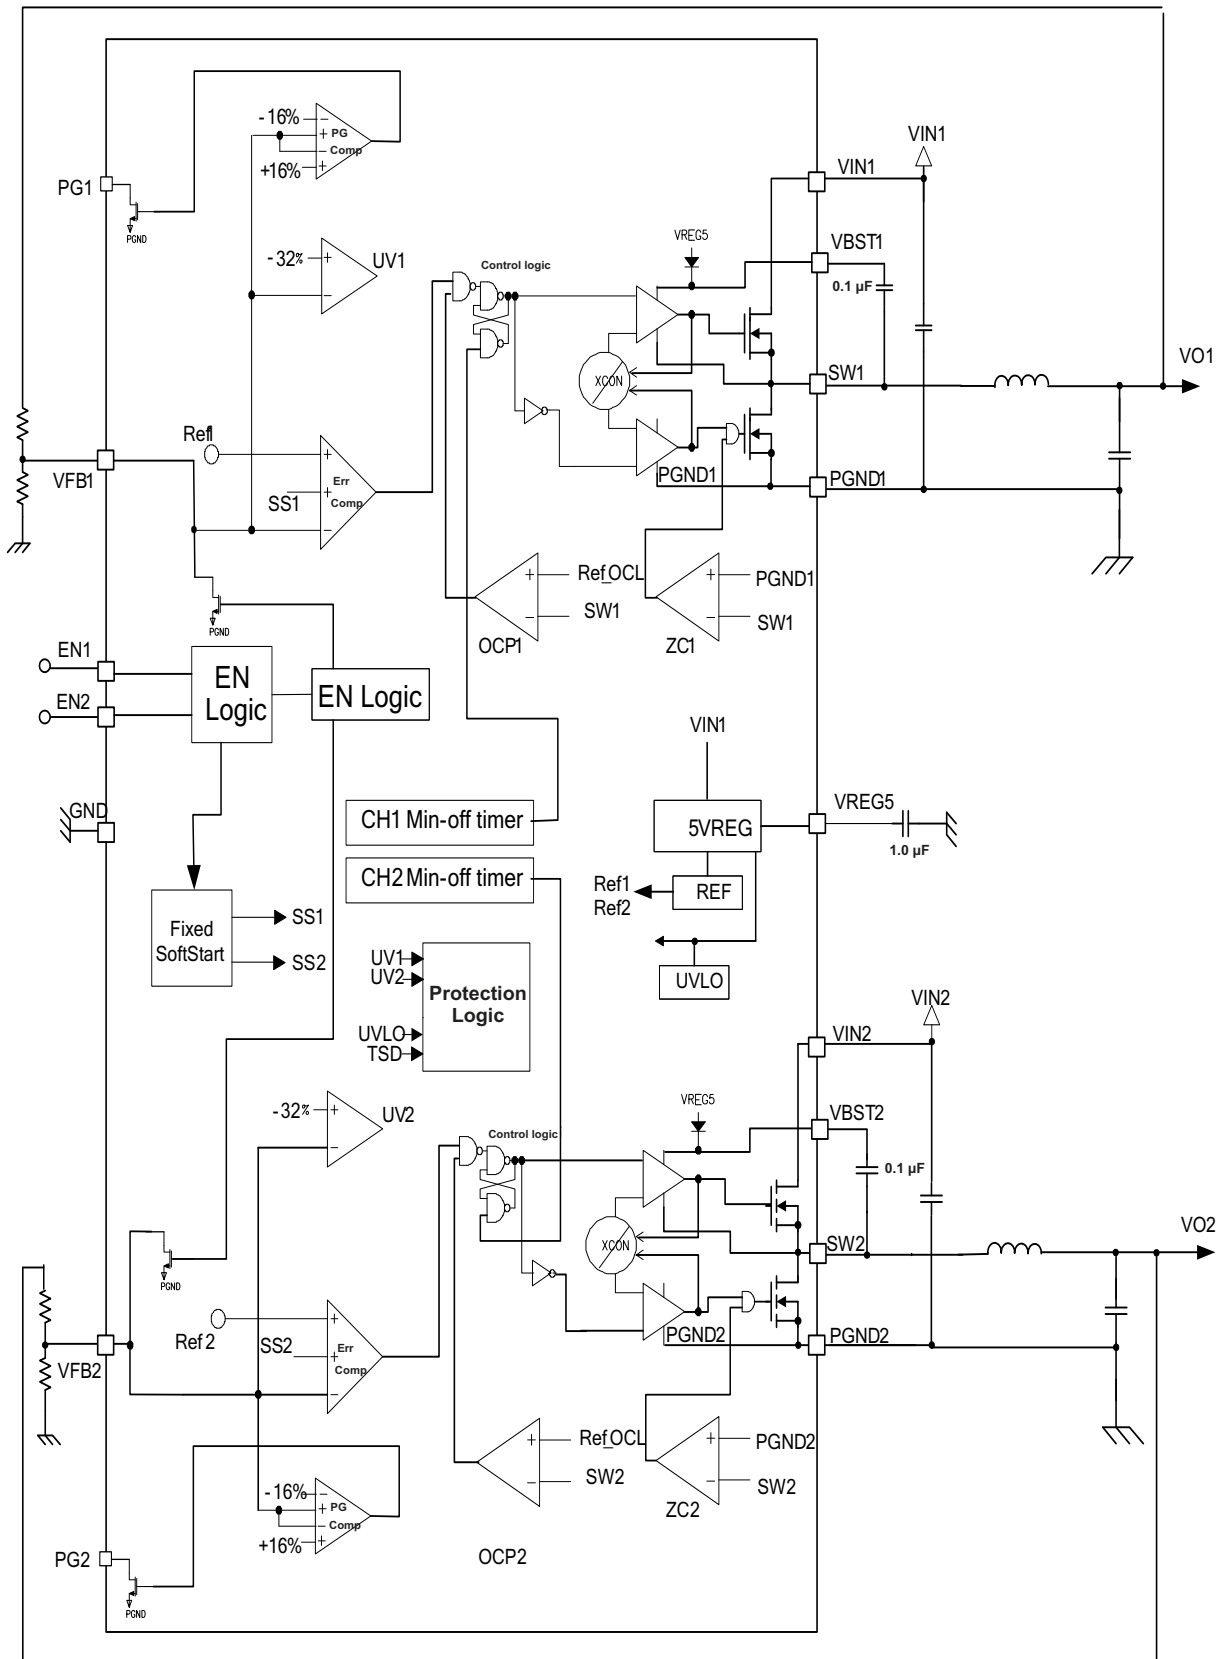 -16%
PG
Comp
+16%
VIN1
VIN1
PG1
PGND
VREG5
VBST1
-32%
UV1
Control logic
0.1 µF
XCON
SW1
VO1
Ref1
VFB1
SS1
Err
Comp
PGND1
PGND1
Ref_OCL
SW1
OCP1
PGND1
SW1
ZC1
PGND
EN1
EN2
EN
Logic
EN Logic
VIN1
GND
CH1 Min-off timer
5VREG
VREG5
1.0 µF
CH2 Min-off timer
Ref1
Ref2
REF
Fixed
SoftStart
SS1
SS2
UV1
UV2
UVLO
TSD
Protection
Logic
UVLO
VIN2
VIN2
-32%
UV2
Control logic
VREG5
VBST2
0.1 µF
XCON
SW2
VO2
PGND
Ref2
VFB2
SS2
Err
Comp
PGND2
PGND2
Ref_OCL
SW2
PGND2
SW2
ZC2
-16%
PG
Comp
+16%
OCP2
PG2
PGND